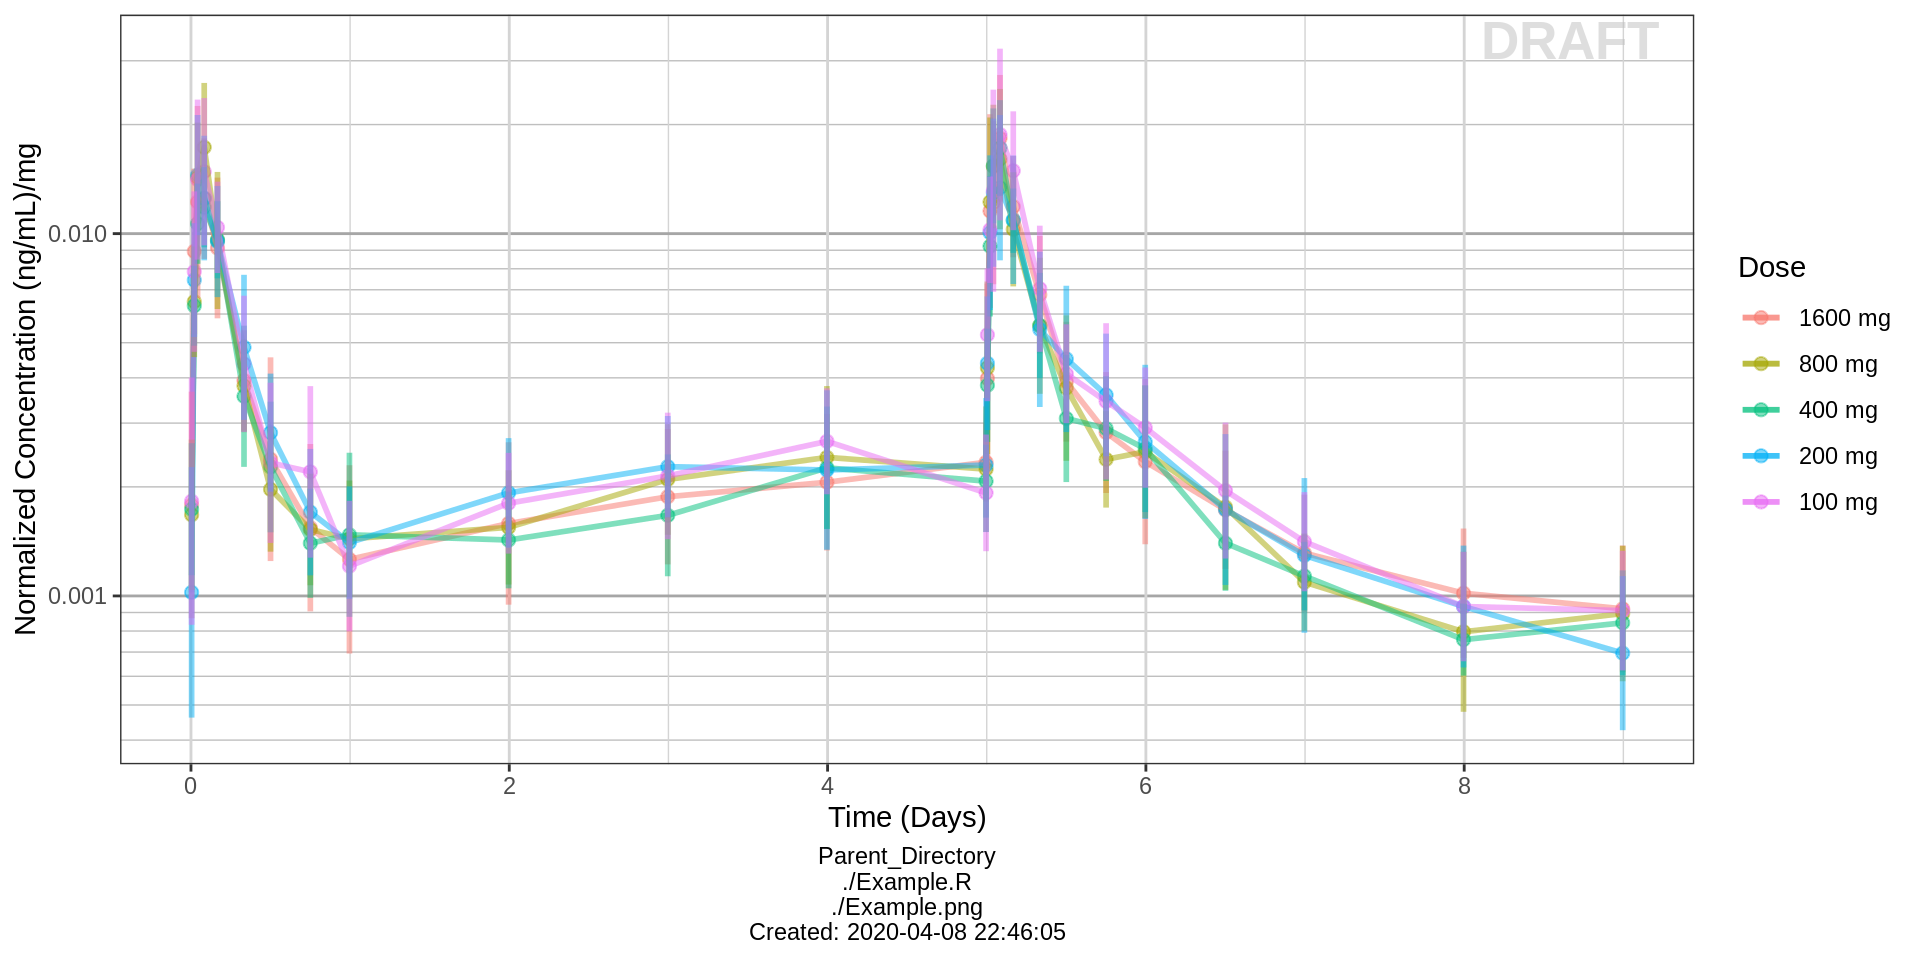 DRAFT
Normalized Concentration (ng/mL)/mg
0.010
0.001
0 2 4 6 8
Time (Days)
Dose
1600 mg
800 mg
400 mg
200 mg
100 mg
Parent_Directory
./Example.R
./Example.png
Created: 2020-04-08 22:46:05